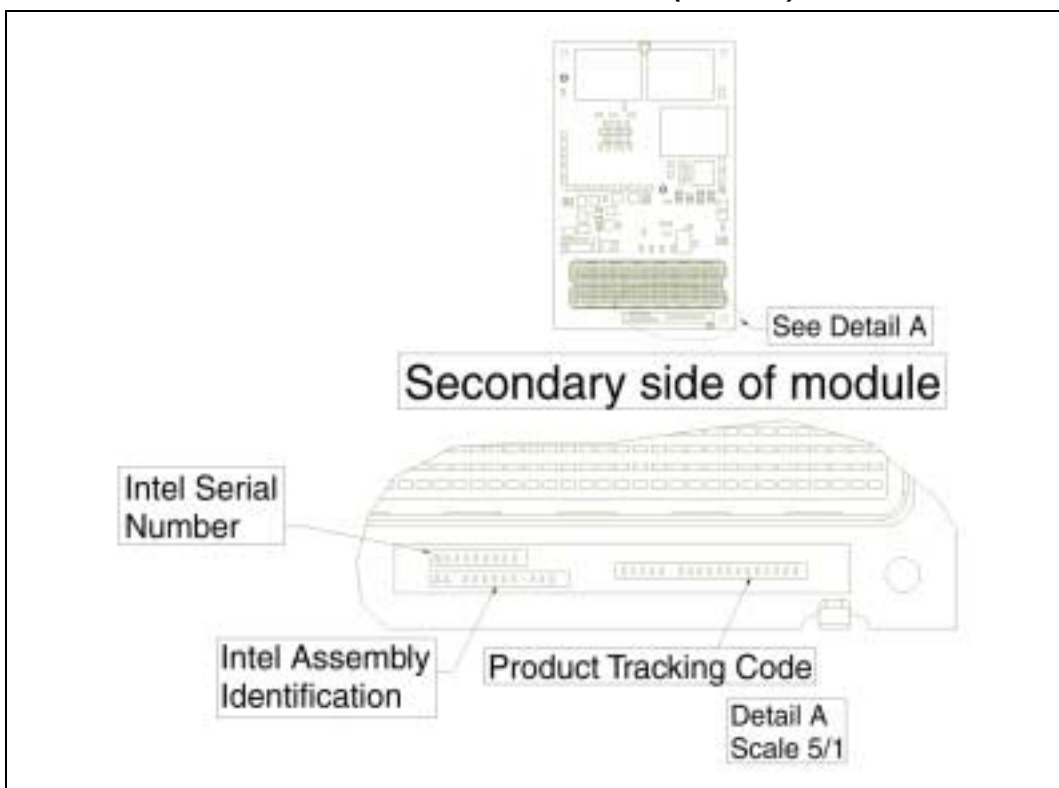 See Detail A
Secondary side of module
Intel Serial
Number
Intel Assembly
Identification
Product Tracking Code
Detail A
Scale 5/1